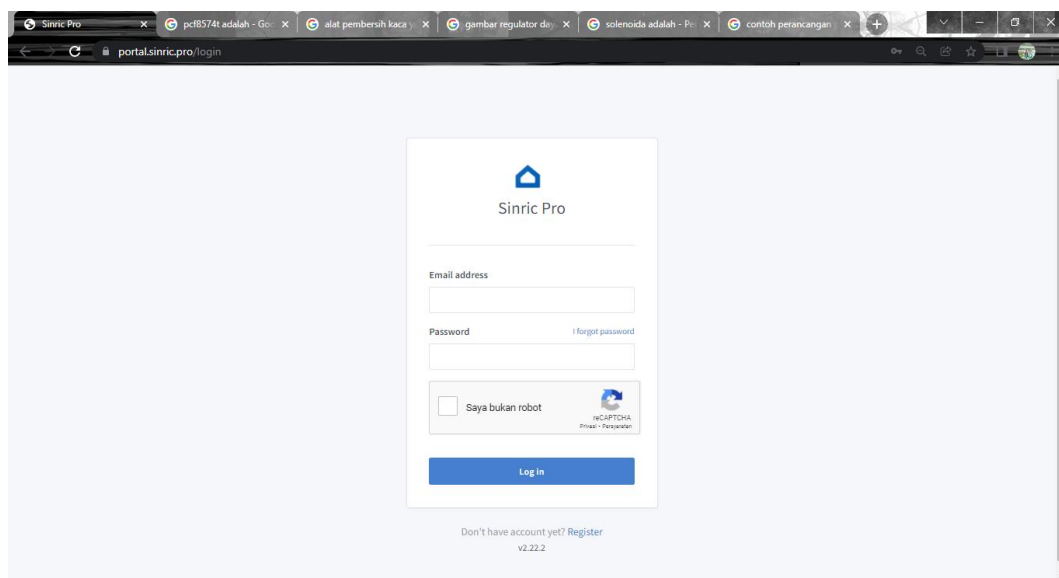 Sinric Pro
pcf8574t adalah - Goo
alat pembersih kaca y
gambar regulator day
solenoida adalah - Pe
contoh perancangan
portal.sinric.pro/login
Sinric Pro
Email address
Password I forgot password
Saya bukan robot
reCAPTCHA
Privasi - Persyaratan
Log in
Don't have account yet? Register
v2.22.2